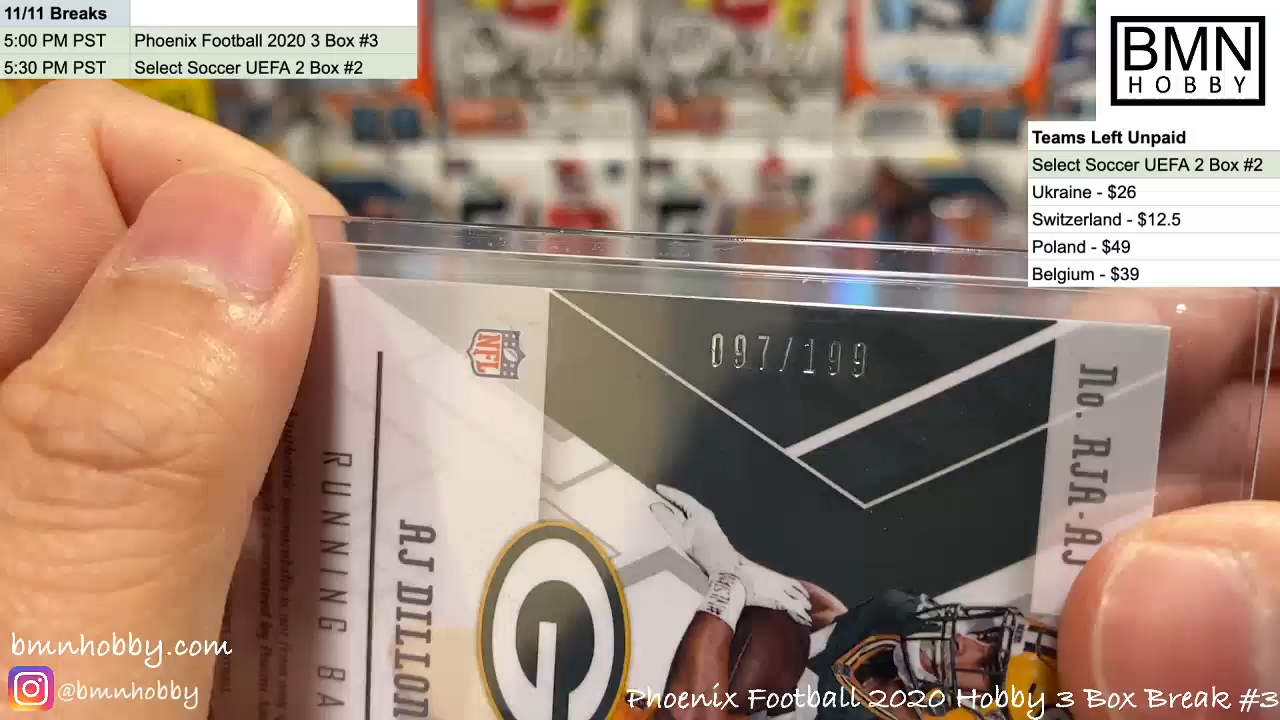 11/11 Breaks
5:00 PM PST Phoenix Football 2020 3 Box #3
5:30 PM PST Select Soccer UEFA 2 Box #2
BMN
HOBBY
Teams Left Unpaid
Select Soccer UEFA 2 Box #2
Ukraine - $26
Switzerland - $12.5
Poland - $49
Belgium - $39
097/199
NFL
no. RJA-AJ
AJ DILLON
RUNNING BA
G
bmnhobby.com
@bmnhobby
Phoenix Football 2020 Hobby 3 Box Break #3